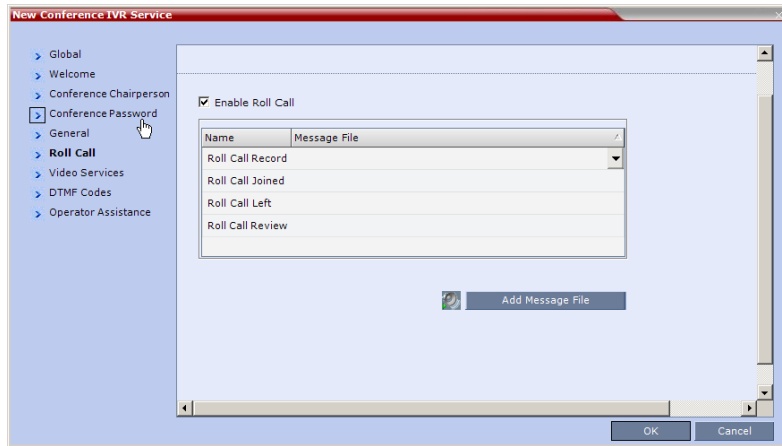 New Conference IVR Service
Global
Welcome
Conference Chairperson
Conference Password
General
Roll Call
Video Services
DTMF Codes
Operator Assistance
Enable Roll Call
Name Message File
Roll Call Record
Roll Call Joined
Roll Call Left
Roll Call Review
Add Message File
OK Cancel